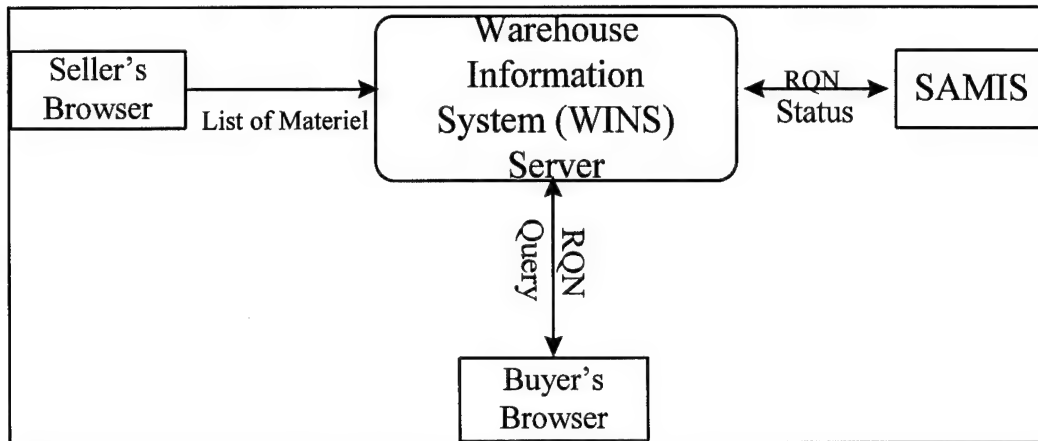 Warehouse
Information
System (WINS)
Server
Seller's
Browser
List of Materiel
RQN
Status
SAMIS
RQN
Query
Buyer's
Browser